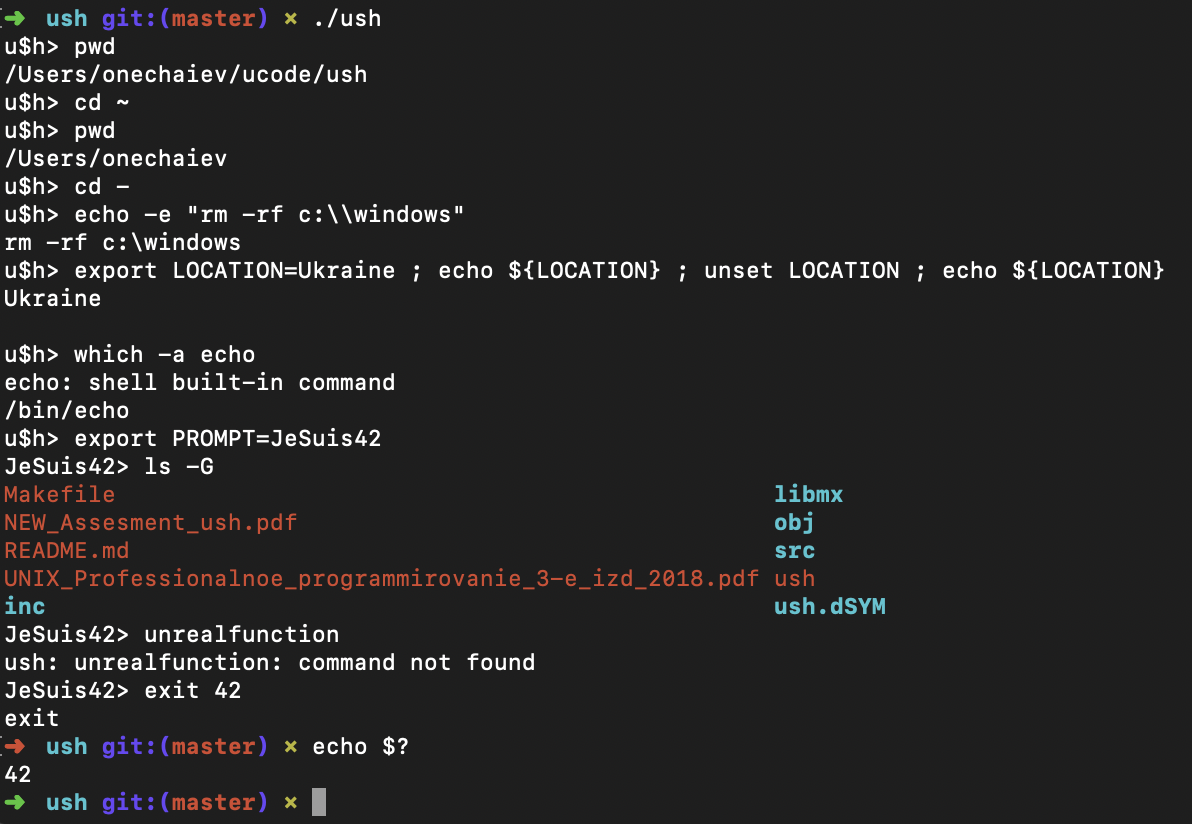 ➜ ush git:(master) × ./ush
u$h> pwd
/Users/onechaiev/ucode/ush
u$h> cd ~
u$h> pwd
/Users/onechaiev
u$h> cd -
u$h> echo -e "rm -rf c:\\windows"
rm -rf c:\windows
u$h> export LOCATION=Ukraine ; echo ${LOCATION} ; unset LOCATION ; echo ${LOCATION}
Ukraine

u$h> which -a echo
echo: shell built-in command
/bin/echo
u$h> export PROMPT=JeSuis42
JeSuis42> ls -G
Makefile libmx
NEW_Assesment_ush.pdf obj
README.md src
UNIX_Professionalnoe_programmirovanie_3-e_izd_2018.pdf ush
inc ush.dSYM
JeSuis42> unrealfunction
ush: unrealfunction: command not found
JeSuis42> exit 42
exit
➜ ush git:(master) × echo $?
42
➜ ush git:(master) ×